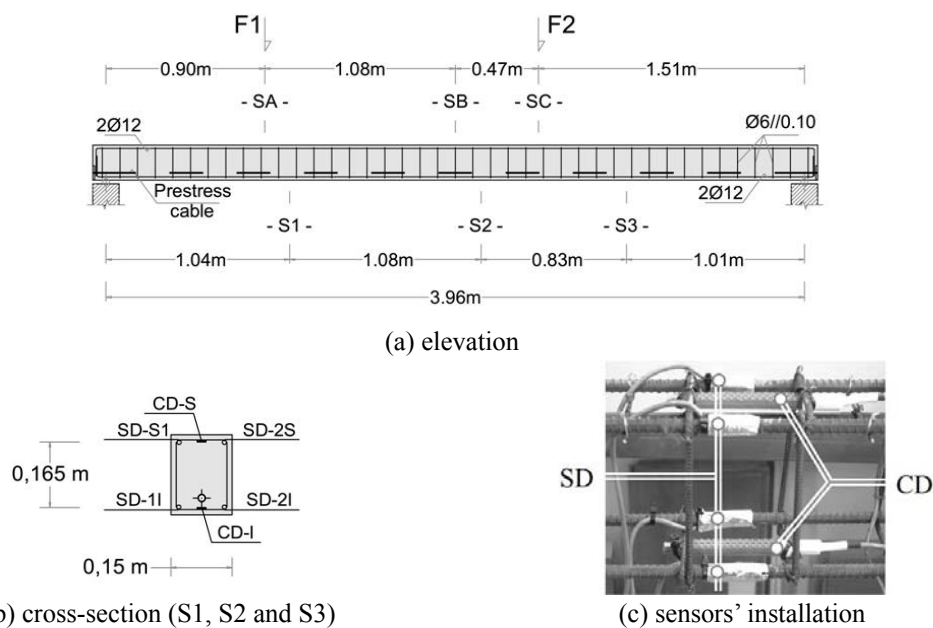 F1 F2
0.90m 1.08m 0.47m 1.51m
- SA - - SB - - SC -
2Ø12 Ø6//0.10
Prestress
cable
2Ø12
- S1 - - S2 - - S3 -
1.04m 1.08m 0.83m 1.01m
3.96m
(a) elevation
CD-S
SD-S1 SD-2S
0,165 m
SD-1I SD-2I
CD-I
0,15 m
SD CD
) cross-section (S1, S2 and S3) (c) sensors' installation